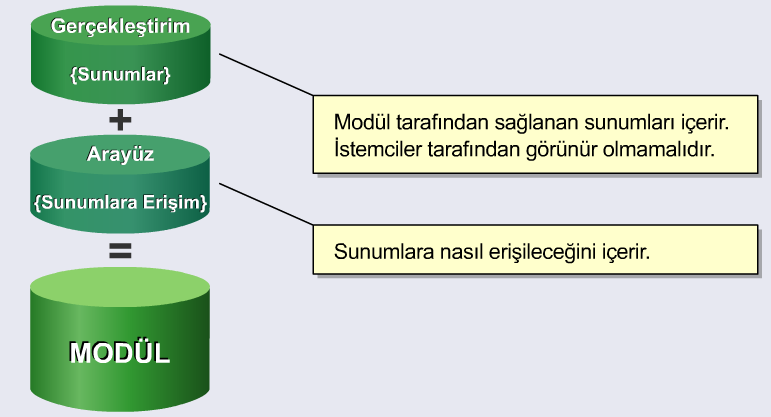 Gerçekleştirim
{Sunumlar}
+
Arayüz
{Sunumlara Erişim}
=
MODÜL
Modül tarafından sağlanan sunumları içerir.
İstemciler tarafından görünür olmamalıdır.
Sunumlara nasıl erişileceğini içerir.